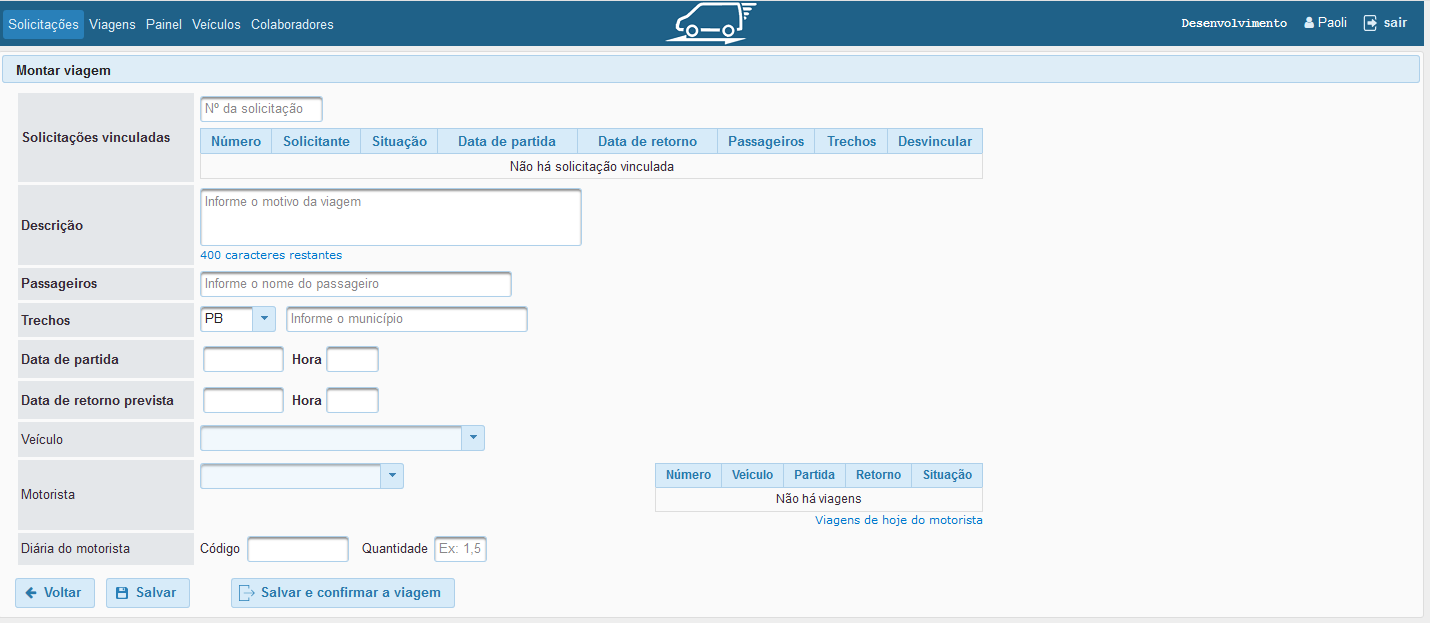 Solicitações Viagens Painel Veículos Colaboradores Desenvolvimento Paoli sair
Montar viagem
Solicitações vinculadas
Nº da solicitação
Número Solicitante Situação Data de partida Data de retorno Passageiros Trechos Desvincular
Não há solicitação vinculada
Descrição
Informe o motivo da viagem
400 caracteres restantes
Passageiros Informe o nome do passageiro
Trechos PB Informe o município
Data de partida Hora
Data de retorno prevista Hora
Veículo
Motorista
Número Veículo Partida Retorno Situação
Não há viagens
Viagens de hoje do motorista
Diária do motorista Código Quantidade Ex: 1,5
Voltar Salvar Salvar e confirmar a viagem